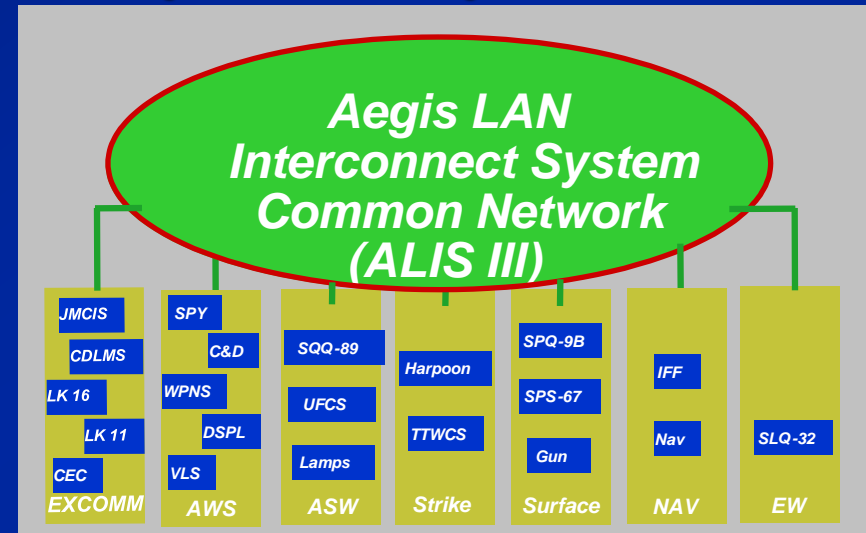 Aegis LAN
Interconnect System
Common Network
(ALIS III)
JMCIS
CDLMS
LK 16
LK 11
CEC
EXCOMM
SPY
C&D
WPNS
DSPL
VLS
AWS
SQQ-89
UFCS
Lamps
ASW
Harpoon
TTWCS
Strike
SPQ-9B
SPS-67
Gun
Surface
IFF
Nav
NAV
SLQ-32
EW